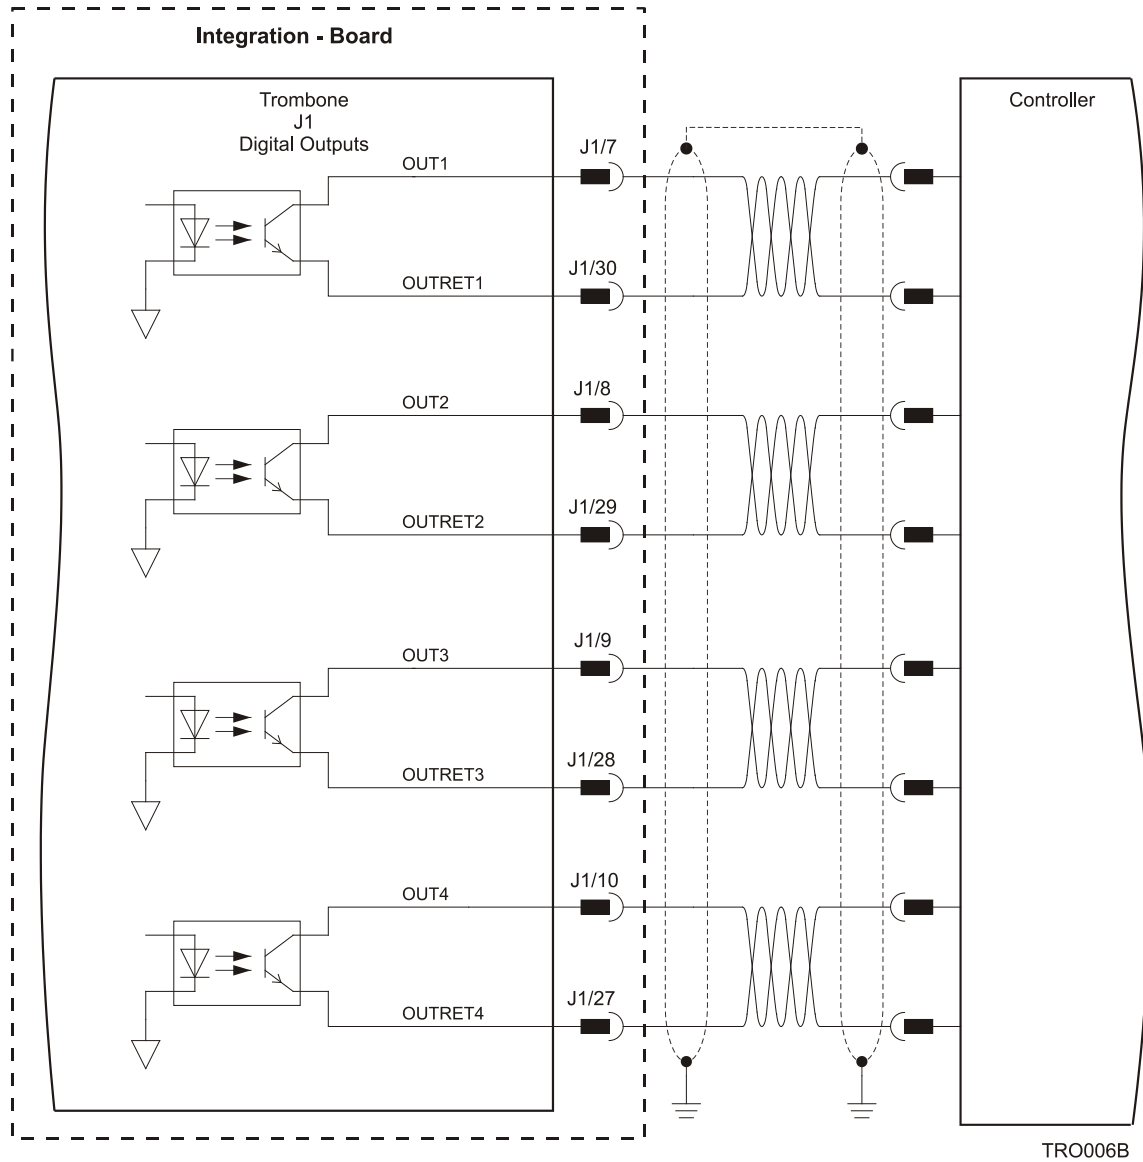 Integration - Board
Trombone
J1
Digital Outputs
Controller
OUT1
J1/7
OUTRET1
J1/30
OUT2
J1/8
OUTRET2
J1/29
OUT3
J1/9
OUTRET3
J1/28
OUT4
J1/10
OUTRET4
J1/27
TRO006B